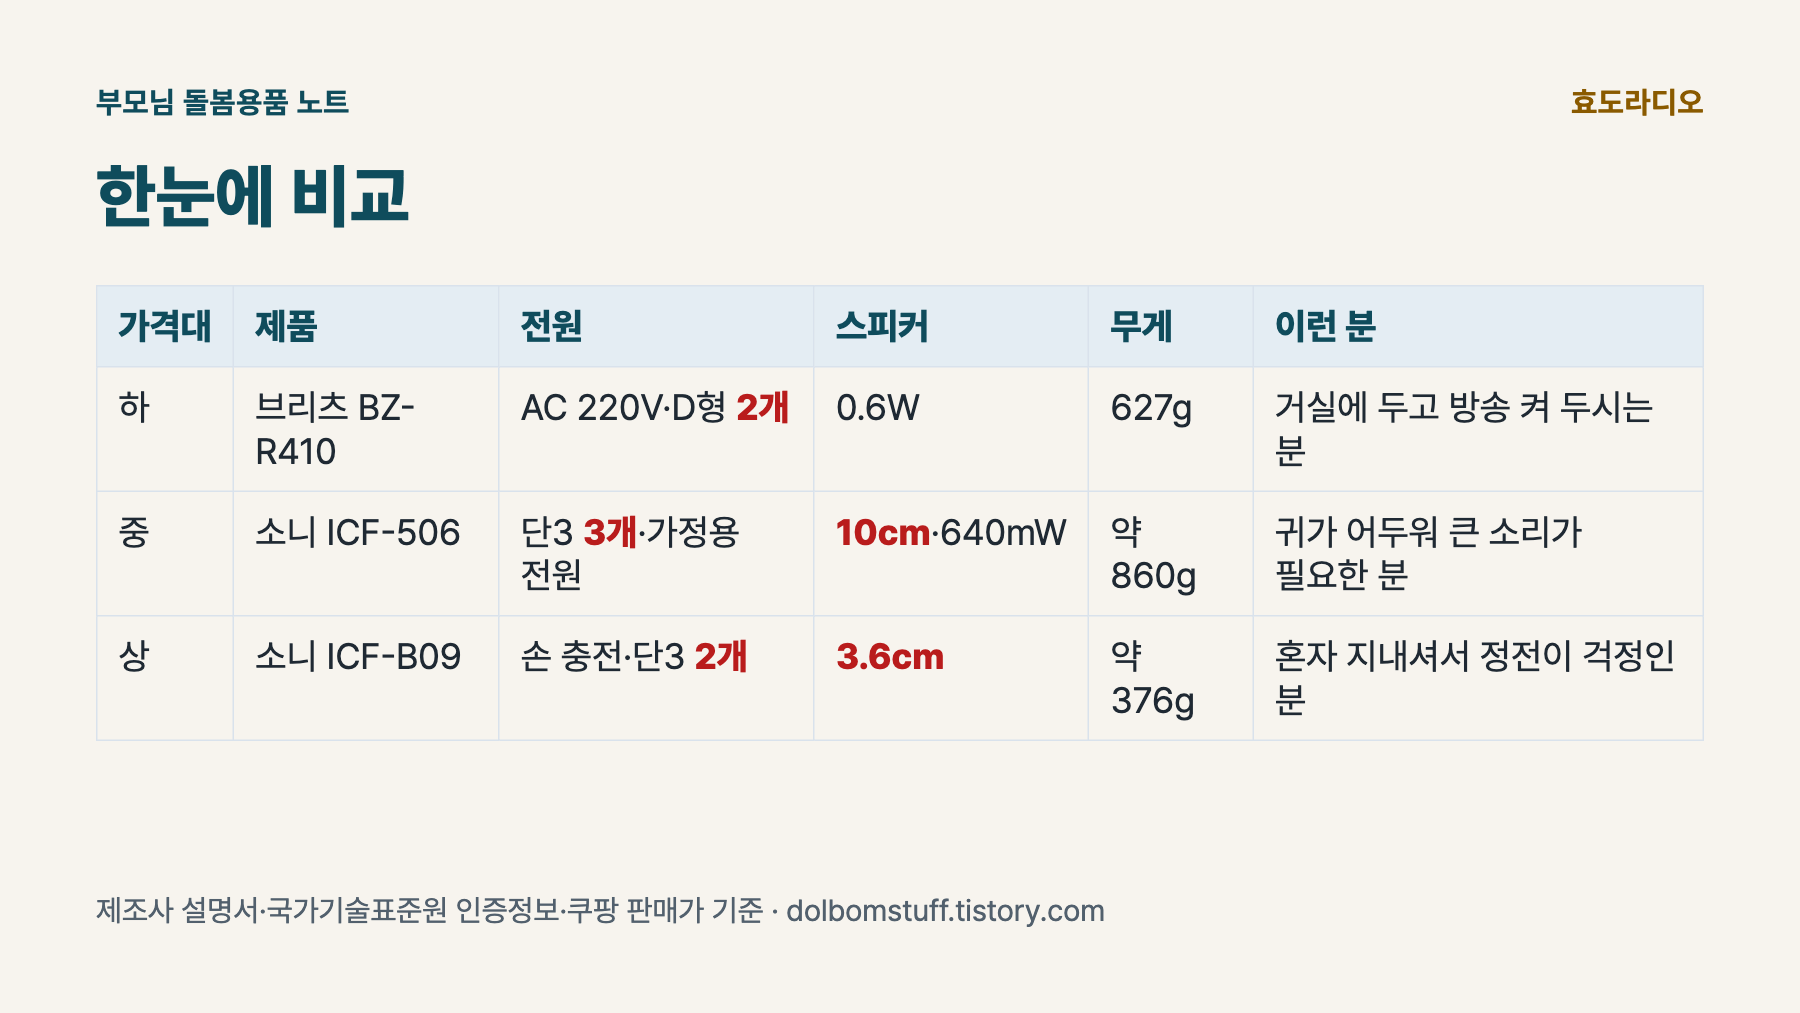 부모님 돌봄용품 노트
효도라디오
한눈에 비교
가격대 제품 전원 스피커 무게 이런 분
하 브리츠 BZ- AC 220V·D형 2개 0.6W 627g 거실에 두고 방송 켜 두시는
R410 분
중 소니 ICF-506 단3 3개·가정용 10cm·640mW 약 귀가 어두워 큰 소리가
전원 860g 필요한 분
상 소니 ICF-B09 손 충전·단3 2개 3.6cm 약 혼자 지내셔서 정전이 걱정인
376g 분
제조사 설명서·국가기술표준원 인증정보·쿠팡 판매가 기준 · dolbomstuff.tistory.com